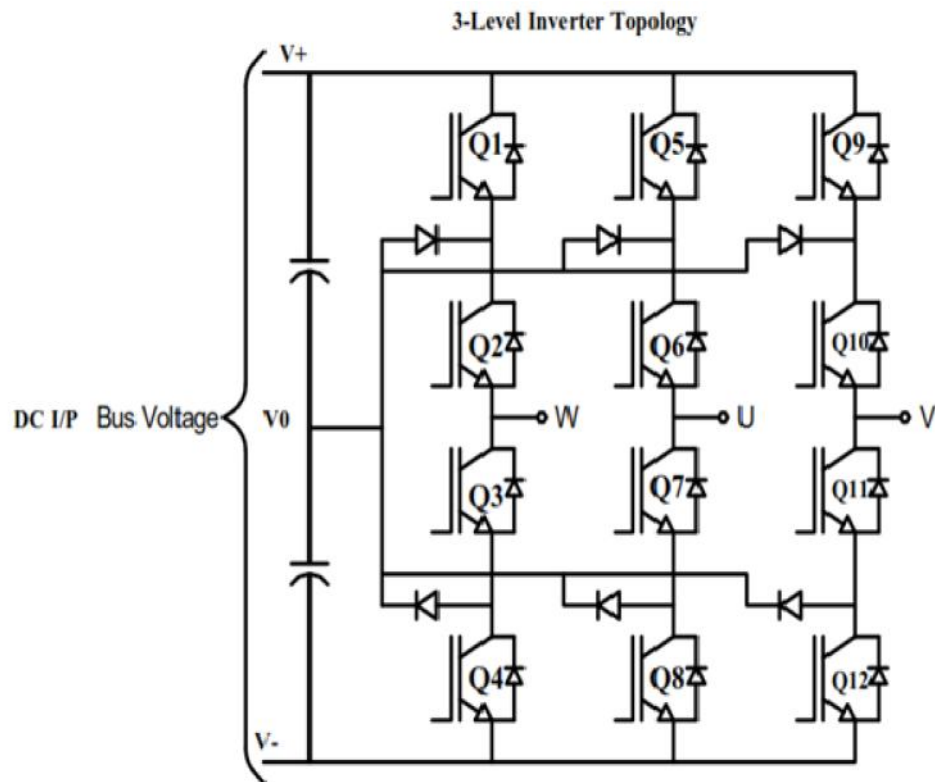 3-Level Inverter Topology
V+
Q1 Q5 Q9
Q2 Q6 Q10
DC I/P Bus Voltage V0 W U V
Q3 Q7 Q11
Q4 Q8 Q12
V-